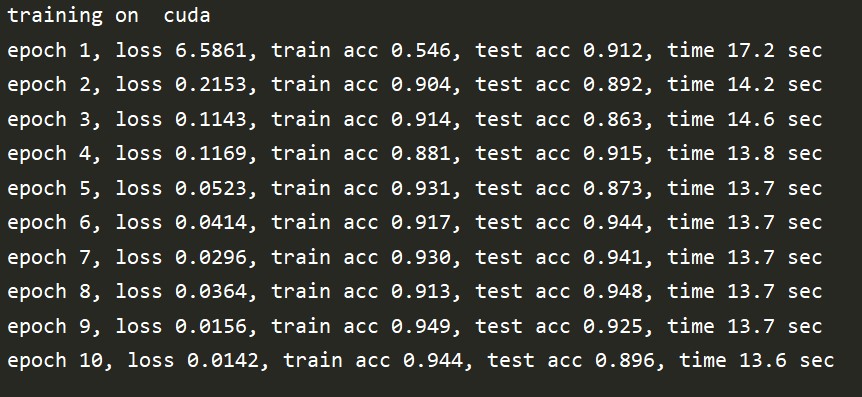 training on  cuda
epoch 1, loss 6.5861, train acc 0.546, test acc 0.912, time 17.2 sec
epoch 2, loss 0.2153, train acc 0.904, test acc 0.892, time 14.2 sec
epoch 3, loss 0.1143, train acc 0.914, test acc 0.863, time 14.6 sec
epoch 4, loss 0.1169, train acc 0.881, test acc 0.915, time 13.8 sec
epoch 5, loss 0.0523, train acc 0.931, test acc 0.873, time 13.7 sec
epoch 6, loss 0.0414, train acc 0.917, test acc 0.944, time 13.7 sec
epoch 7, loss 0.0296, train acc 0.930, test acc 0.941, time 13.7 sec
epoch 8, loss 0.0364, train acc 0.913, test acc 0.948, time 13.7 sec
epoch 9, loss 0.0156, train acc 0.949, test acc 0.925, time 13.7 sec
epoch 10, loss 0.0142, train acc 0.944, test acc 0.896, time 13.6 sec